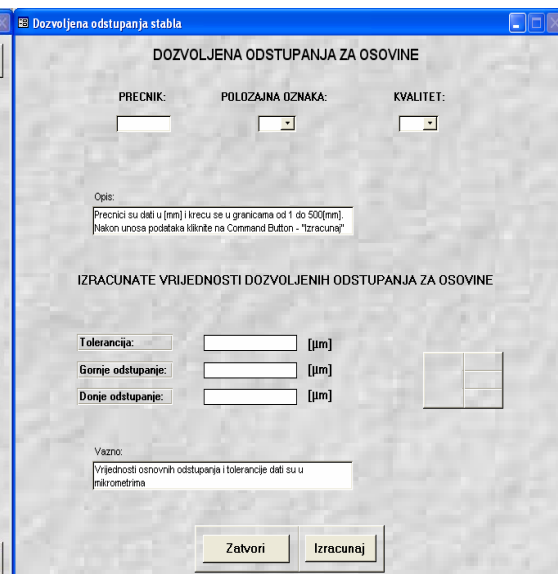 Dozvoljena odstupanja stabla
DOZVOLJENA ODSTUPANJA ZA OSOVINE
PRECNIK: POLOZAJNA OZNAKA: KVALITET:
Opis:
Precnici su dati u [mm] i krecu se u granicama od 1 do 500[mm].
Nakon unosa podataka kliknite na Command Button - "Izracunaj"
IZRACUNATE VRIJEDNOSTI DOZVOLJENIH ODSTUPANJA ZA OSOVINE
Tolerancija: [µm]
Gornje odstupanje: [µm]
Donje odstupanje: [µm]
Vazno:
Vrijednosti osnovnih odstupanja i tolerancije dati su u
mikrometrima
Zatvori Izracunaj